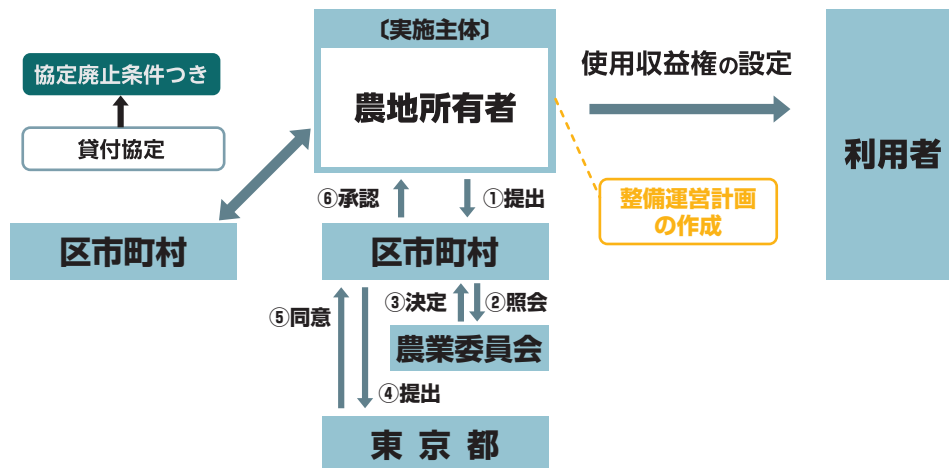 〔実施主体〕
農地所有者
協定廃止条件つき
貸付協定
使用収益権の設定
利用者
整備運営計画
の作成
⑥承認
①提出
区市町村
区市町村
③決定
②照会
⑤同意
農業委員会
④提出
東京都